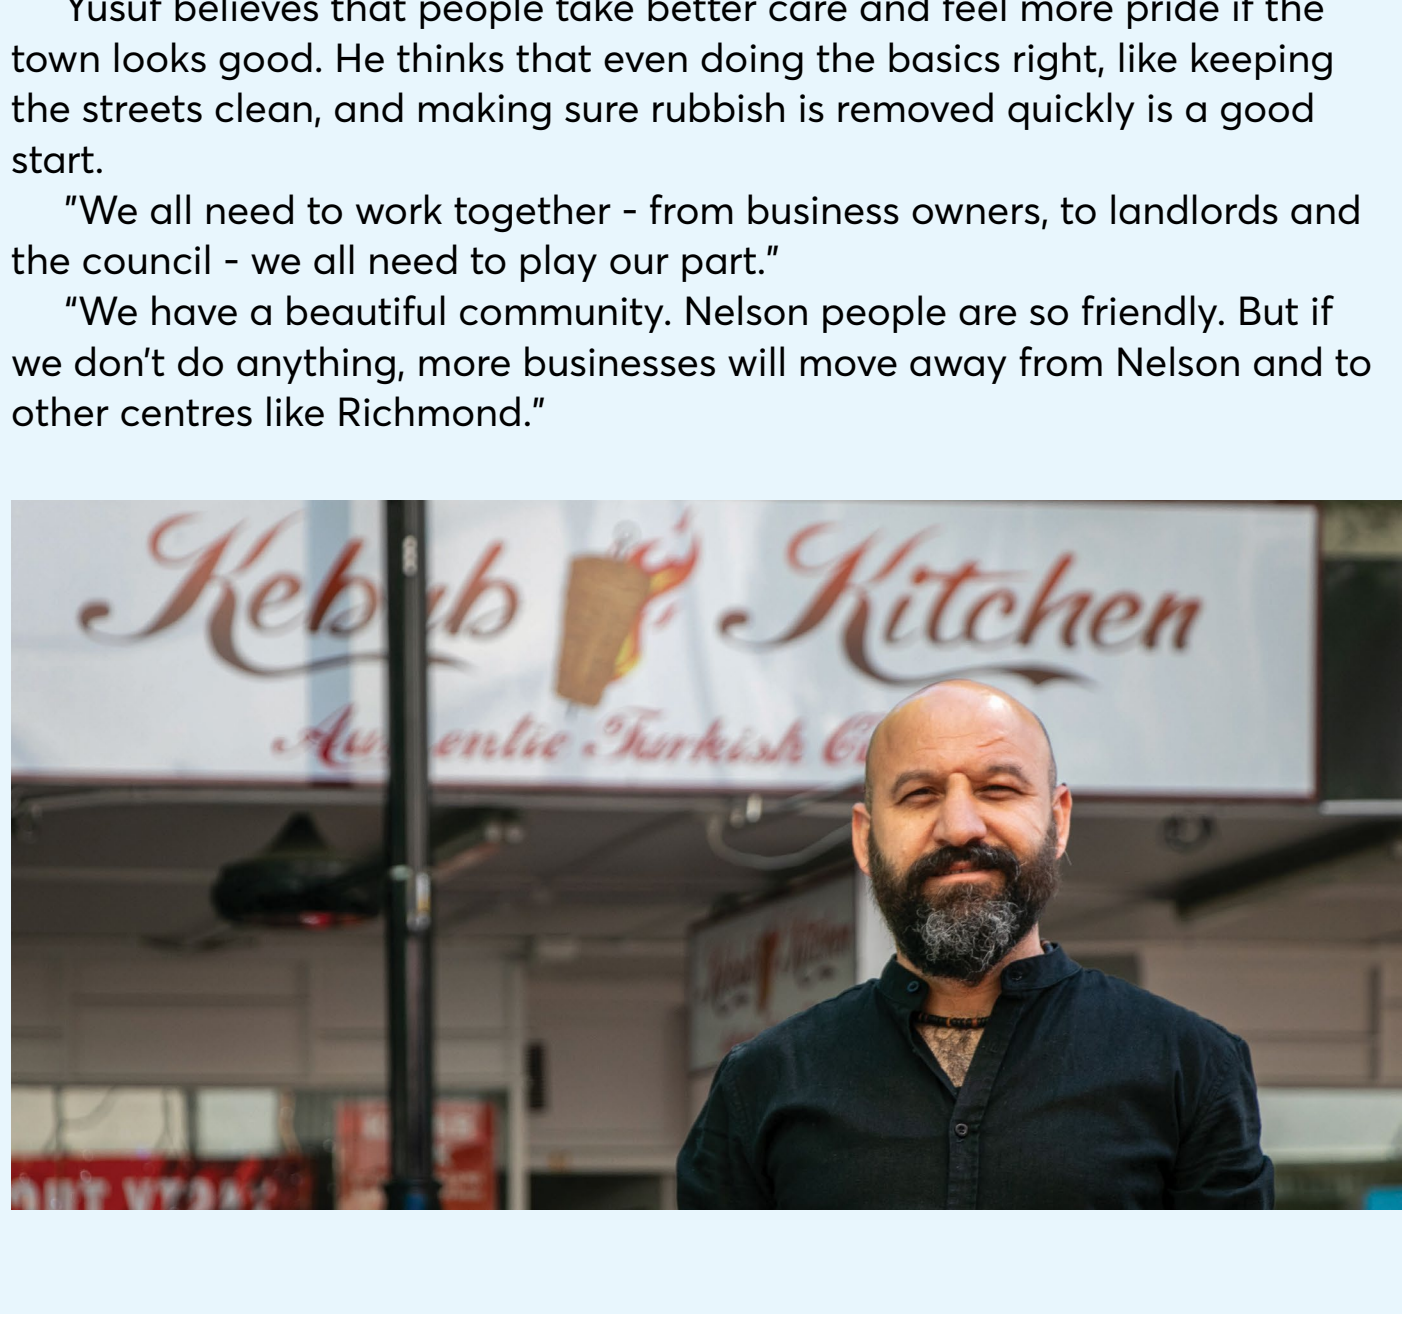 Yusuf believes that people take better care and feel more pride if the
town looks good. He thinks that even doing the basics right, like keeping
the streets clean, and making sure rubbish is removed quickly is a good
start.
"We all need to work together - from business owners, to landlords and
the council - we all need to play our part."
“We have a beautiful community. Nelson people are so friendly. But if
we don’t do anything, more businesses will move away from Nelson and to
other centres like Richmond.”
Kebab Kitchen
Authentic Turkish